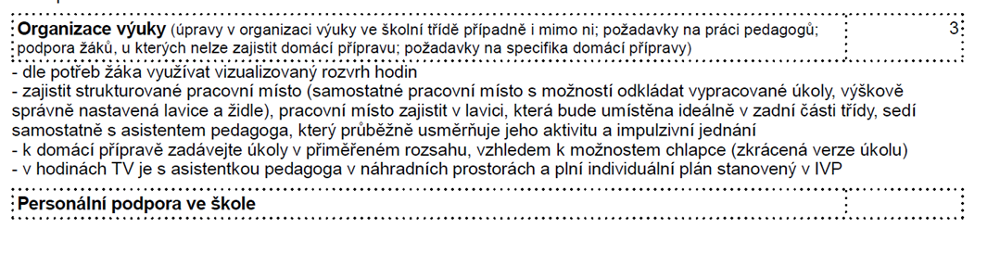 Organizace výuky (úpravy v organizaci výuky ve školní třídě případně i mimo ni; požadavky na práci pedagogů; 3
podpora žáků, u kterých nelze zajistit domácí přípravu; požadavky na specifika domácí přípravy)
- dle potřeb žáka využívat vizualizovaný rozvrh hodin
- zajistit strukturované pracovní místo (samostatné pracovní místo s možností odkládat vypracované úkoly, výškově
správně nastavená lavice a židle), pracovní místo zajistit v lavici, která bude umístěna ideálně v zadní části třídy, sedí
samostatně s asistentem pedagoga, který průběžně usměrňuje jeho aktivitu a impulzivní jednání
- k domácí přípravě zadávejte úkoly v přiměřeném rozsahu, vzhledem k možnostem chlapce (zkrácená verze úkolu)
- v hodinách TV je s asistentkou pedagoga v náhradních prostorách a plní individuální plán stanovený v IVP
Personální podpora ve škole